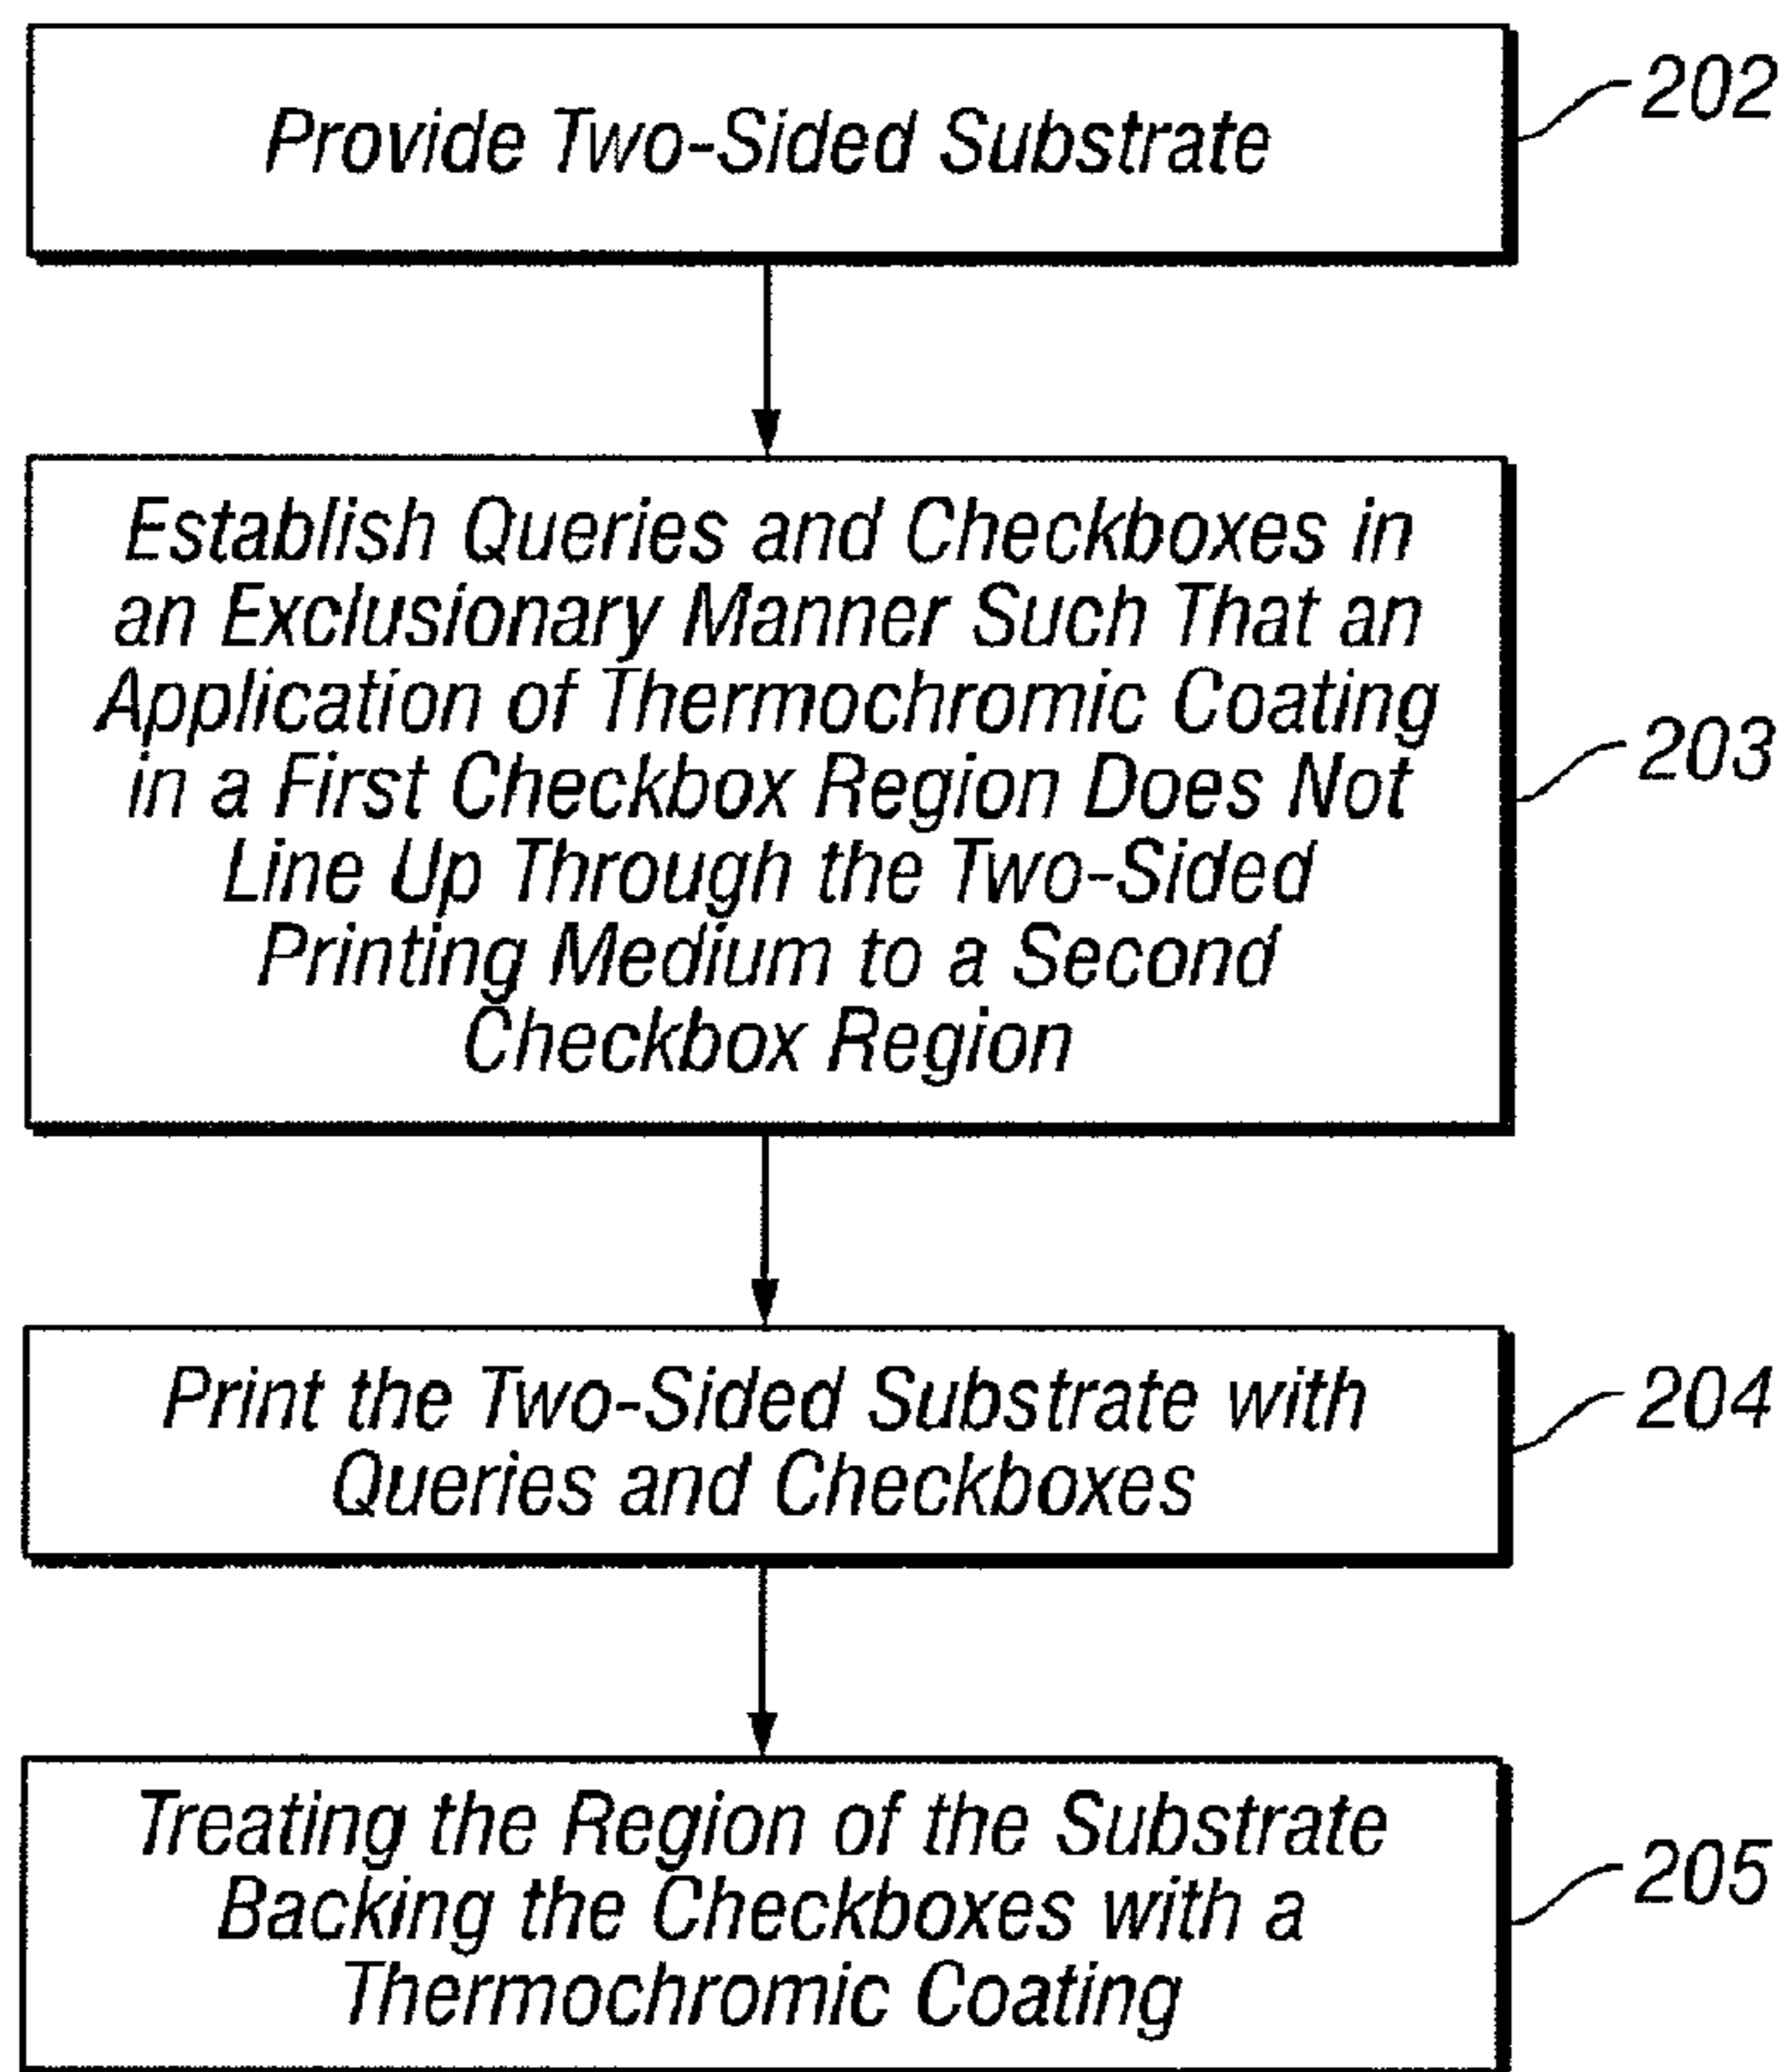 Provide Two-Sided Substrate
202
Establish Queries and Checkboxes in
an Exclusionary Manner Such That an
Application of Thermochromic Coating
in a First Checkbox Region Does Not
Line Up Through the Two-Sided
Printing Medium to a Second
Checkbox Region
203
Print the Two-Sided Substrate with
Queries and Checkboxes
204
Treating the Region of the Substrate
Backing the Checkboxes with a
Thermochromic Coating
205